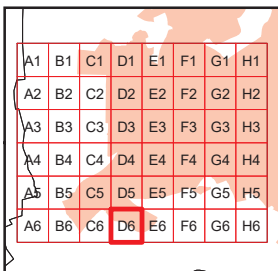 A1 B1 C1 D1 E1 F1 G1 H1
A2 B2 C2 D2 E2 F2 G2 H2
A3 B3 C3 D3 E3 F3 G3 H3
A4 B4 C4 D4 E4 F4 G4 H4
A5 B5 C5 D5 E5 F5 G5 H5
A6 B6 C6 D6 E6 F6 G6 H6